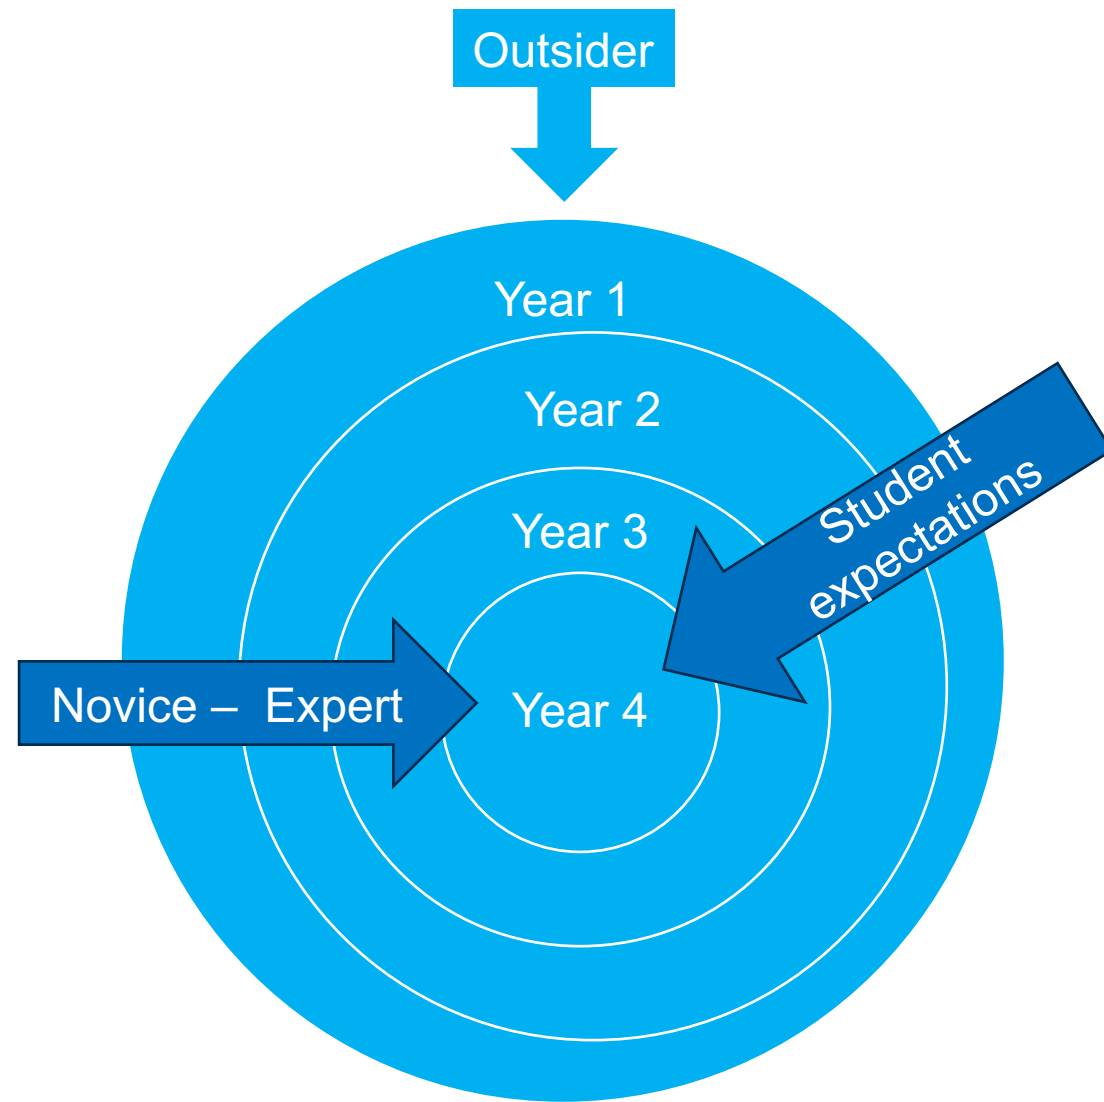 Outsider
Year 1
Year 2
Student
expectations
Year 3
Novice –  Expert
Year 4